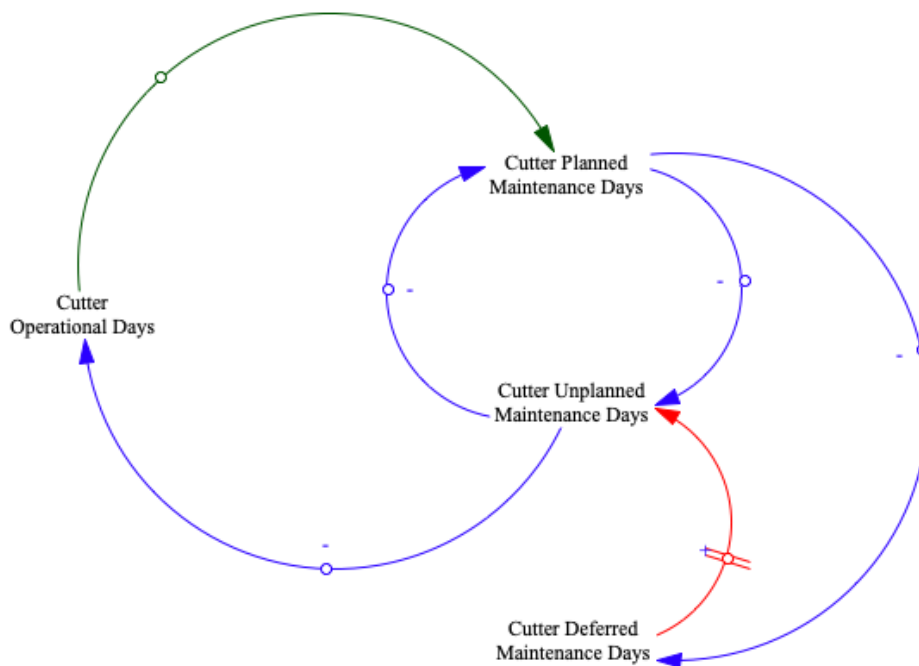 Cutter Planned
Maintenance Days
-
-
Cutter
Operational Days
-
Cutter Unplanned
Maintenance Days
-
+
Cutter Deferred
Maintenance Days